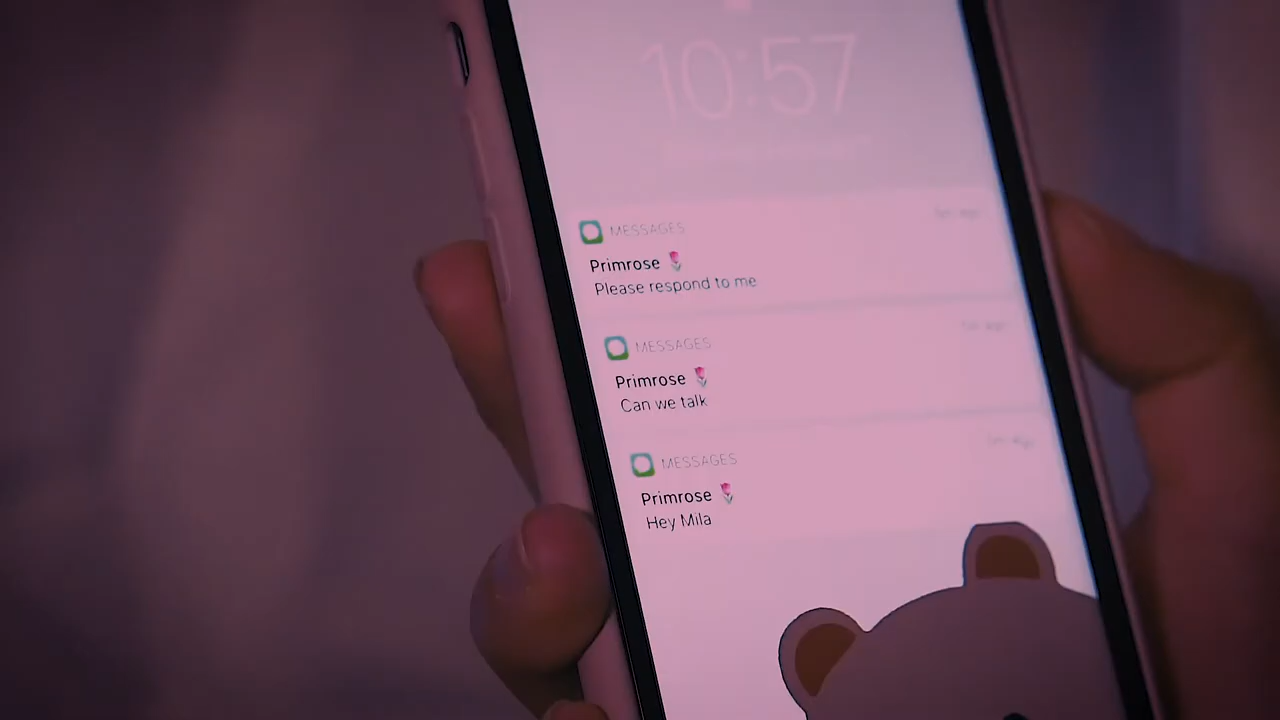 10:57
MESSAGES
Primrose 🌷
Please respond to me
MESSAGES
Primrose 🌷
Can we talk
MESSAGES
Primrose 🌷
Hey Mila